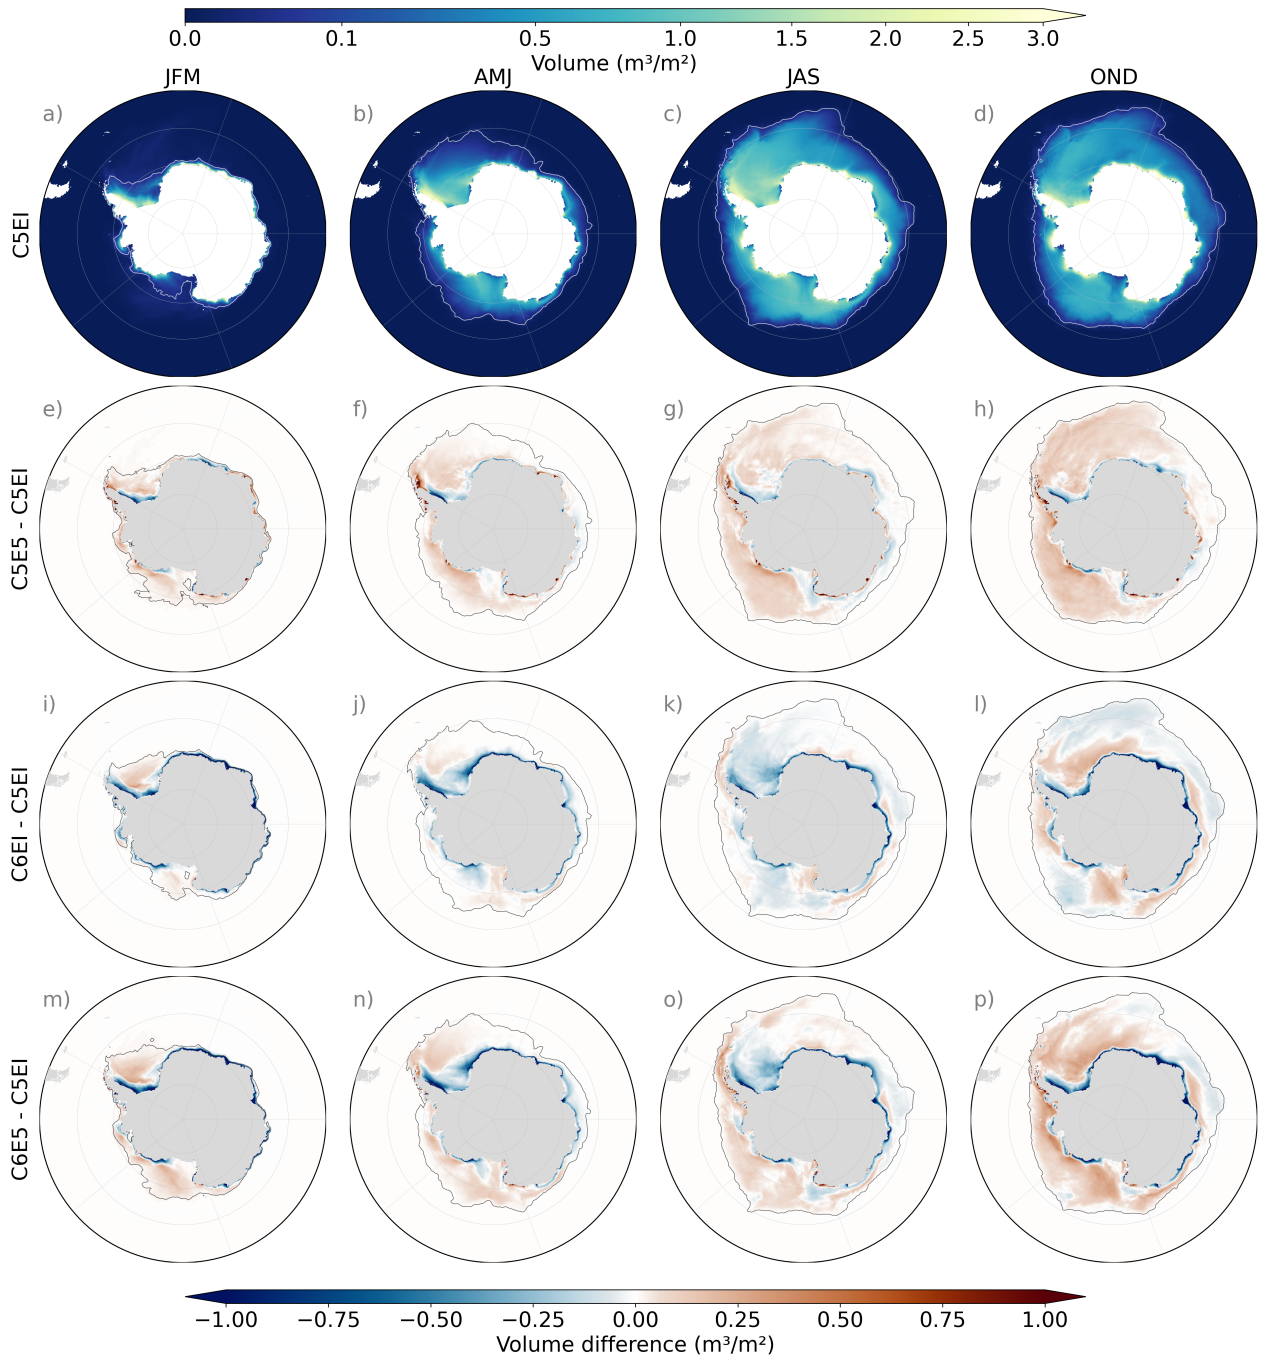 0.0 0.1 0.5 1.0 1.5 2.0 2.5 3.0
Volume (m³/m²)
JFM AMJ JAS OND
C5EI
a) b) c) d)
C5E5 - C5EI
e) f) g) h)
C6EI - C5EI
i) j) k) l)
C6E5 - C5EI
m) n) o) p)
−1.00 −0.75 −0.50 −0.25 0.00 0.25 0.50 0.75 1.00
Volume difference (m³/m²)